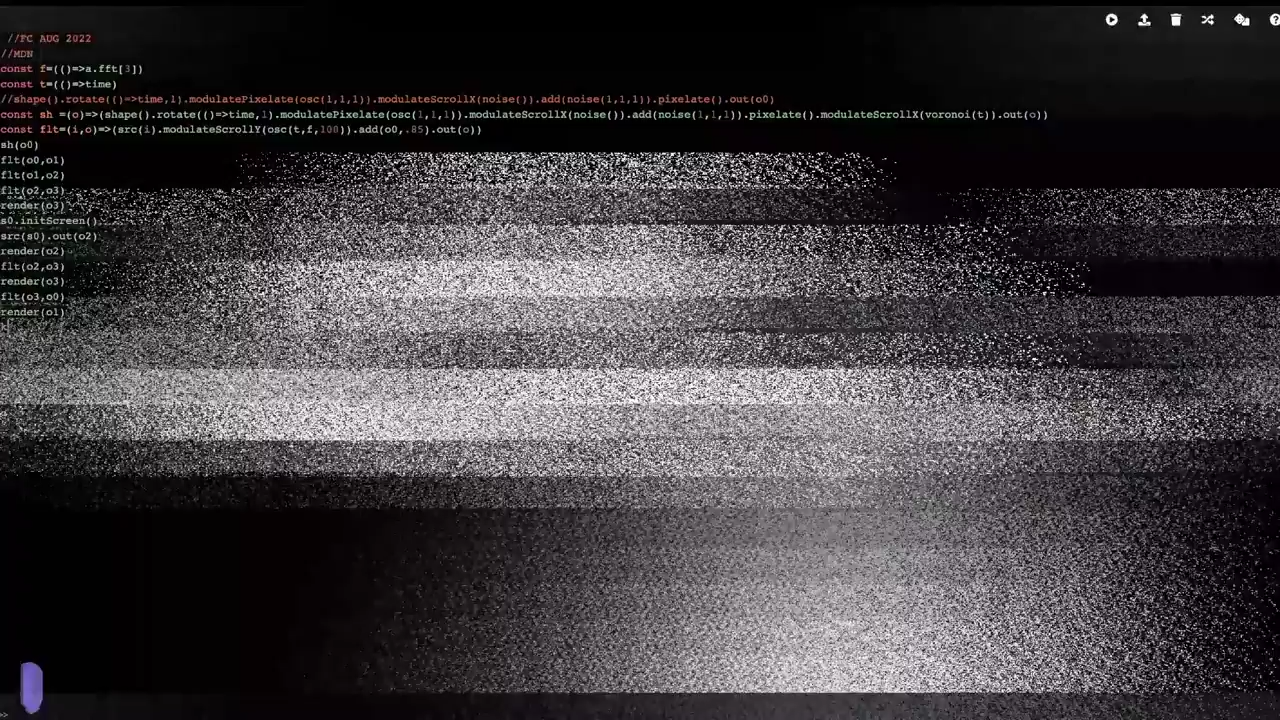 //FC AUG 2022
//MDN
const f=(()=>a.fft[3])
const t=(()=>time)
//shape().rotate(()=>time,1).modulatePixelate(osc(1,1,1)).modulateScrollX(noise()).add(noise(1,1,1)).pixelate().out(o0)
const sh =(o)=>(shape().rotate(()=>time,1).modulatePixelate(osc(1,1,1)).modulateScrollX(noise()).add(noise(1,1,1)).pixelate().modulateScrollX(voronoi(t)).out(o))
const flt=(i,o)=>(src(i).modulateScrollY(osc(t,f,100)).add(o0,.85).out(o))
sh(o0)
flt(o0,o1)
flt(o1,o2)
flt(o2,o3)
render(o3)
s0.initScreen()
src(s0).out(o2)
render(o2)
flt(o2,o3)
render(o3)
flt(o3,o0)
render(o1)
>>